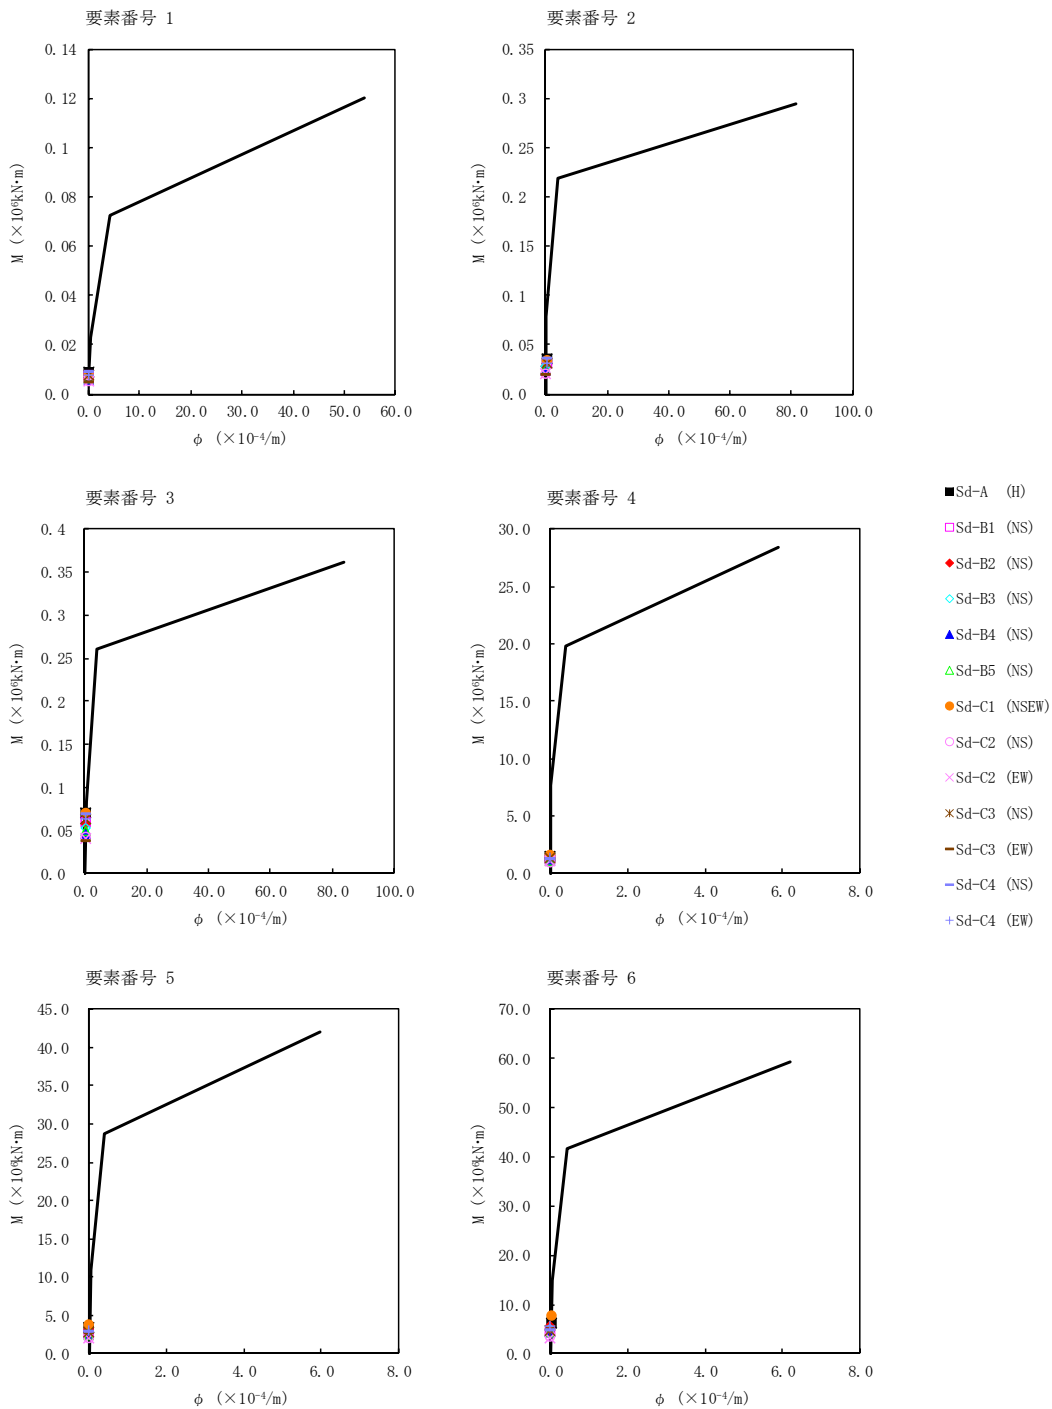 要素番号 1
0.14
0.12
0.1
0.08
0.06
0.04
0.02
0.0
M (×10⁶kN･m)
0.0 10.0 20.0 30.0 40.0 50.0 60.0
φ (×10⁻⁴/m)
要素番号 2
0.35
0.3
0.25
0.2
0.15
0.1
0.05
0.0
M (×10⁶kN･m)
0.0 20.0 40.0 60.0 80.0 100.0
φ (×10⁻⁴/m)
要素番号 3
0.4
0.35
0.3
0.25
0.2
0.15
0.1
0.05
0.0
M (×10⁶kN･m)
0.0 20.0 40.0 60.0 80.0 100.0
φ (×10⁻⁴/m)
要素番号 4
30.0
25.0
20.0
15.0
10.0
5.0
0.0
M (×10⁶kN･m)
0.0 2.0 4.0 6.0 8.0
φ (×10⁻⁴/m)
Sd-A (H)
Sd-B1 (NS)
Sd-B2 (NS)
Sd-B3 (NS)
Sd-B4 (NS)
Sd-B5 (NS)
Sd-C1 (NSEW)
Sd-C2 (NS)
Sd-C2 (EW)
Sd-C3 (NS)
Sd-C3 (EW)
Sd-C4 (NS)
Sd-C4 (EW)
要素番号 5
45.0
40.0
35.0
30.0
25.0
20.0
15.0
10.0
5.0
0.0
M (×10⁶kN･m)
0.0 2.0 4.0 6.0 8.0
φ (×10⁻⁴/m)
要素番号 6
70.0
60.0
50.0
40.0
30.0
20.0
10.0
0.0
M (×10⁶kN･m)
0.0 2.0 4.0 6.0 8.0
φ (×10⁻⁴/m)